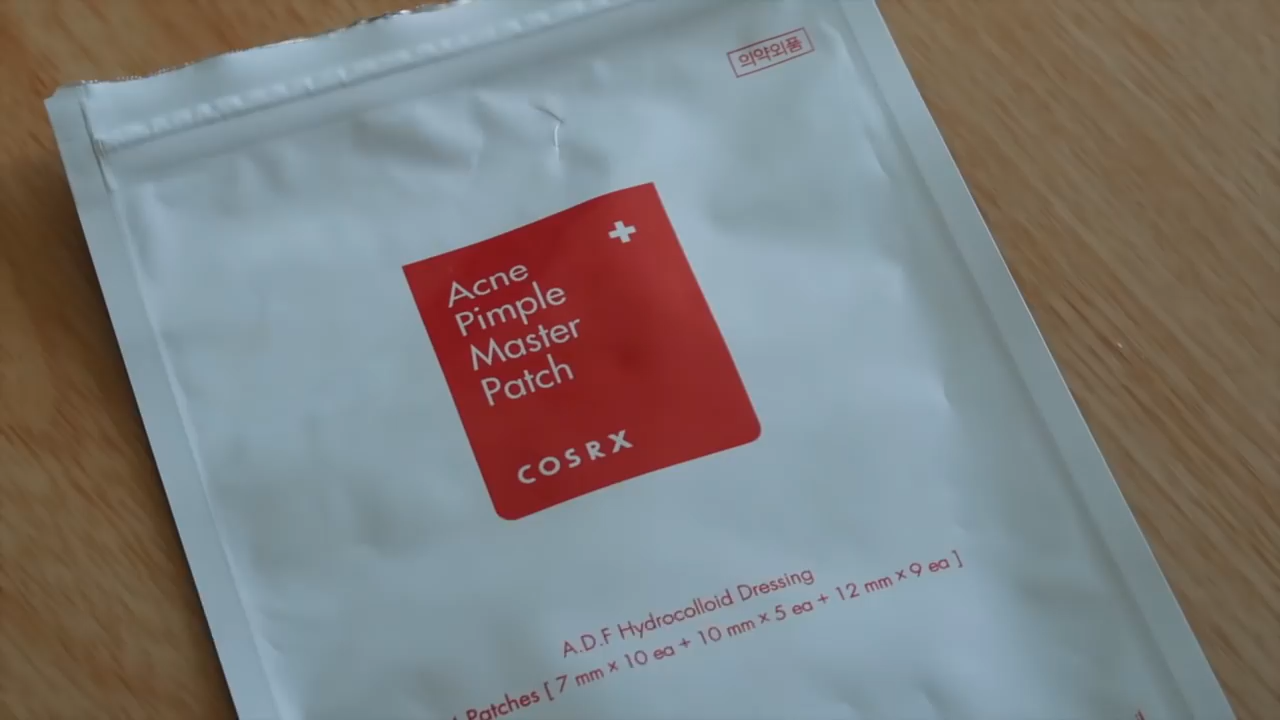 의약외품
Acne
Pimple
Master
Patch
COSRX
A.D.F Hydrocolloid Dressing
Patches [ 7 mm × 10 ea + 10 mm × 5 ea + 12 mm × 9 ea ]